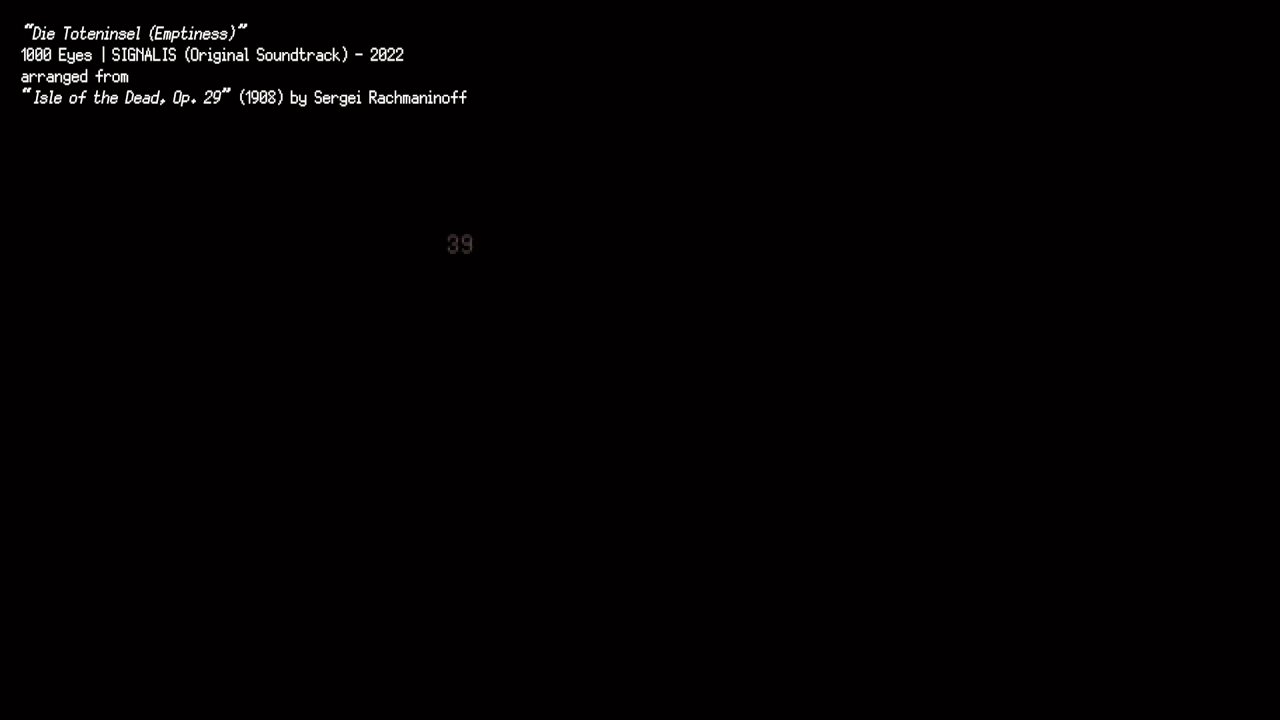 "Die Toteninsel (Emptiness)"
1000 Eyes | SIGNALIS (Original Soundtrack) - 2022
arranged from
"Isle of the Dead, Op. 29" (1908) by Sergei Rachmaninoff
39